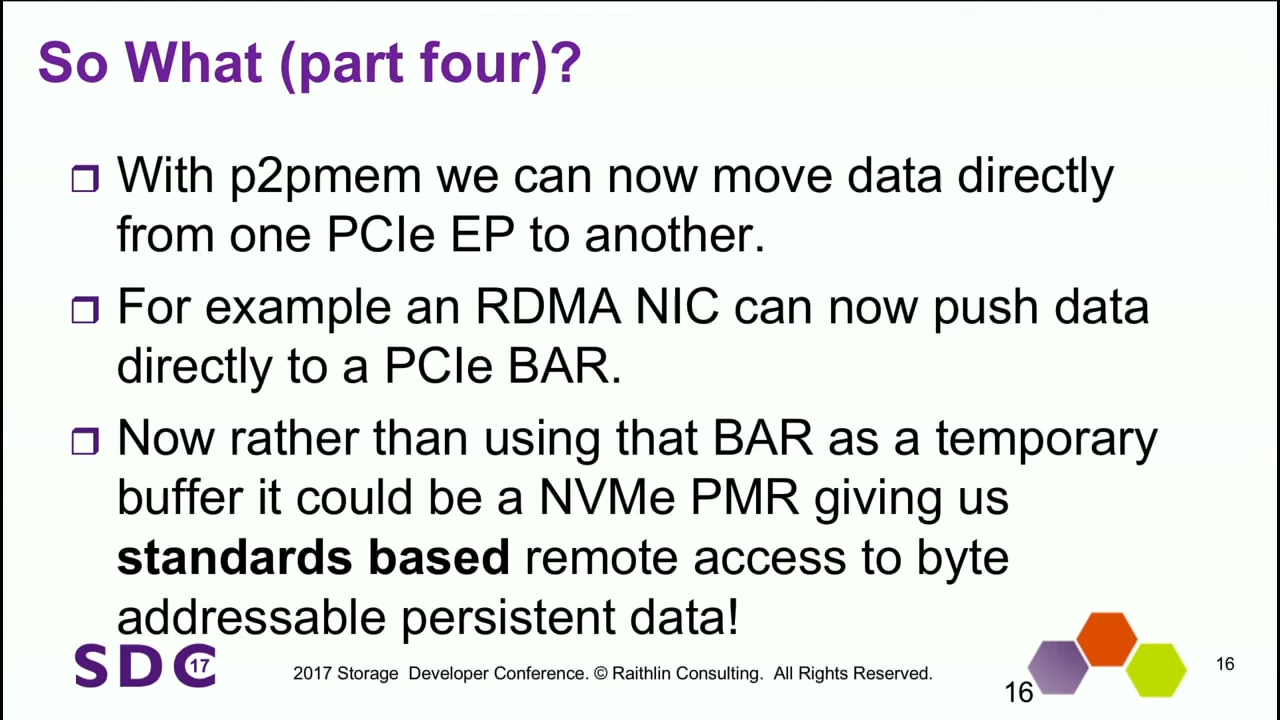 So What (part four)?
With p2pmem we can now move data directly
from one PCIe EP to another.
For example an RDMA NIC can now push data
directly to a PCIe BAR.
Now rather than using that BAR as a temporary
buffer it could be a NVMe PMR giving us
standards based remote access to byte
addressable persistent data!
SDC 17
2017 Storage Developer Conference. © Raithlin Consulting. All Rights Reserved.
16
16